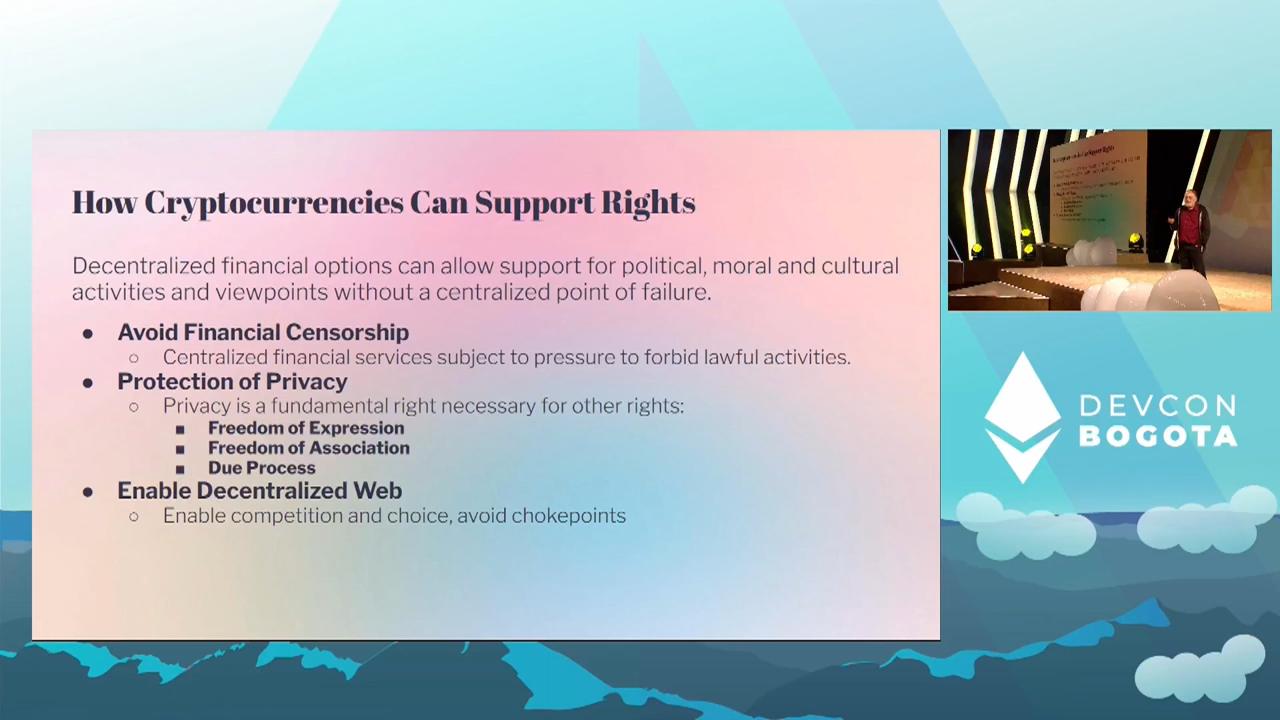 How Cryptocurrencies Can Support Rights
Decentralized financial options can allow support for political, moral and cultural
activities and viewpoints without a centralized point of failure.
● Avoid Financial Censorship
○ Centralized financial services subject to pressure to forbid lawful activities.
● Protection of Privacy
○ Privacy is a fundamental right necessary for other rights:
■ Freedom of Expression
■ Freedom of Association
■ Due Process
● Enable Decentralized Web
○ Enable competition and choice, avoid chokepoints
DEVCON
BOGOTA